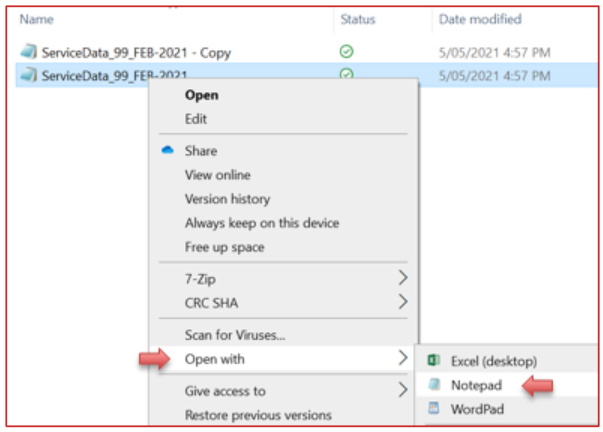 Name Status Date modified
ServiceData_99_FEB-2021 - Copy 5/05/2021 4:57 PM
ServiceData_99_FEB-2021 5/05/2021 4:57 PM
Open
Edit
Share
View online
Version history
Always keep on this device
Free up space
7-Zip
CRC SHA
Scan for Viruses...
Open with
Give access to
Restore previous versions
Excel (desktop)
Notepad
WordPad